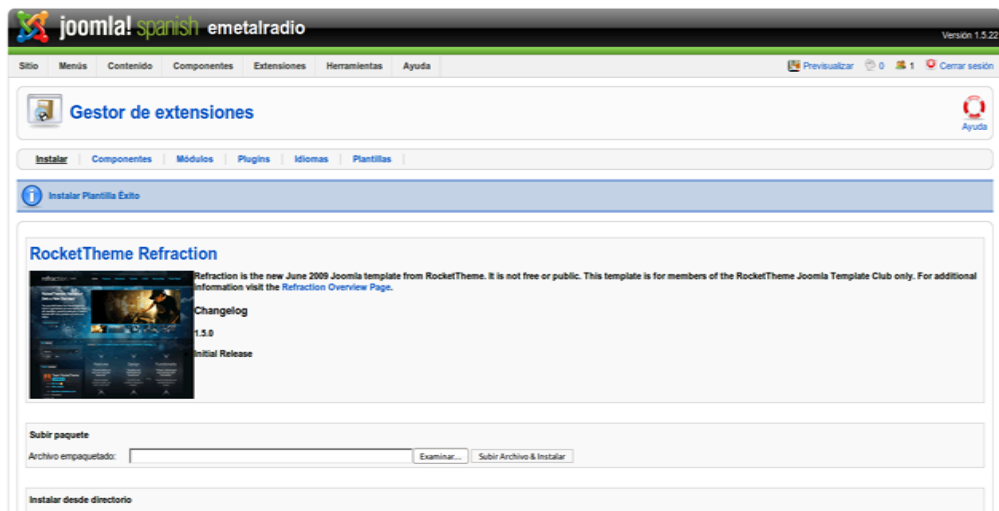 joomla! spanish emetalradio
Versión 1.5.22
Sitio Menús Contenido Componentes Extensiones Herramientas Ayuda Previsualizar 0 1 Cerrar sesión
Gestor de extensiones
Ayuda
Instalar Componentes Módulos Plugins Idiomas Plantillas
Instalar Plantilla Éxito
RocketTheme Refraction
Refraction is the new June 2009 Joomla template from RocketTheme. It is not free or public. This template is for members of the RocketTheme Joomla Template Club only. For additional
information visit the Refraction Overview Page.
Changelog
1.5.0
Initial Release
refraction
Subir paquete
Archivo empaquetado: Examinar... Subir Archivo & Instalar
Instalar desde directorio